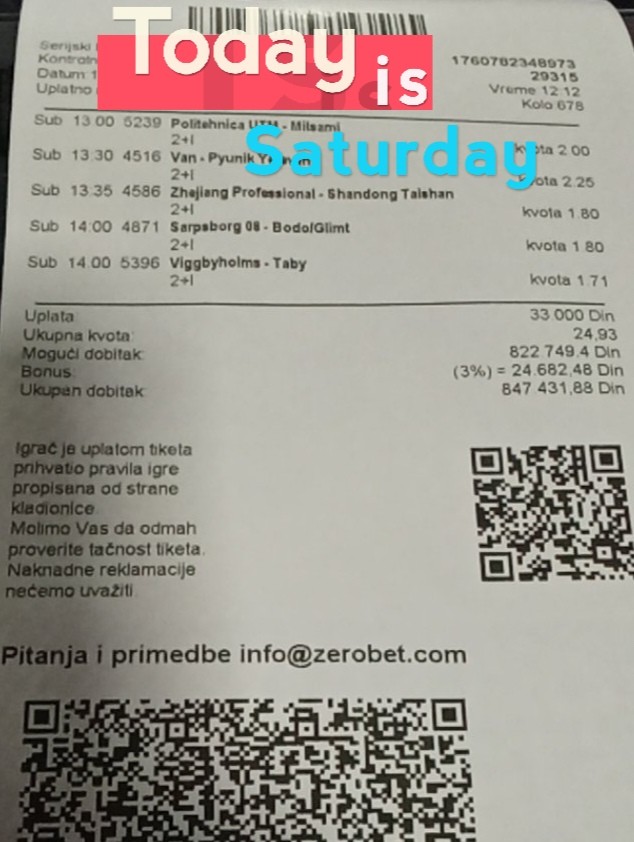 Today is
Saturday
Serijski
Kontroln
1760782348973
Datum 1
29315
Uplatno
Vreme 12:12
Kolo 678
Sub 13:00 5239 Politehnica - Milsami
2+I
kvota 2.00
Sub 13:30 4516 Van - Pyunik
2+I
kvota 2.25
Sub 13:35 4586 Zhejiang Professional - Shandong Taishan
2+I
kvota 1.80
Sub 14:00 4871 Sarpsborg 08 - Bodo/Glimt
2+I
kvota 1.80
Sub 14:00 5396 Viggbyholms - Taby
2+I
kvota 1.71
Uplata: 33.000 Din
Ukupna kvota: 24,93
Mogući dobitak: 822.749,4 Din
Bonus: (3%) = 24.682,48 Din
Ukupan dobitak: 847.431,88 Din
Igrač je uplatom tiketa
prihvatio pravila igre
propisana od strane
kladionice.
Molimo Vas da odmah
proverite tačnost tiketa.
Naknadne reklamacije
nećemo uvažiti.
Pitanja i primedbe info@zerobet.com